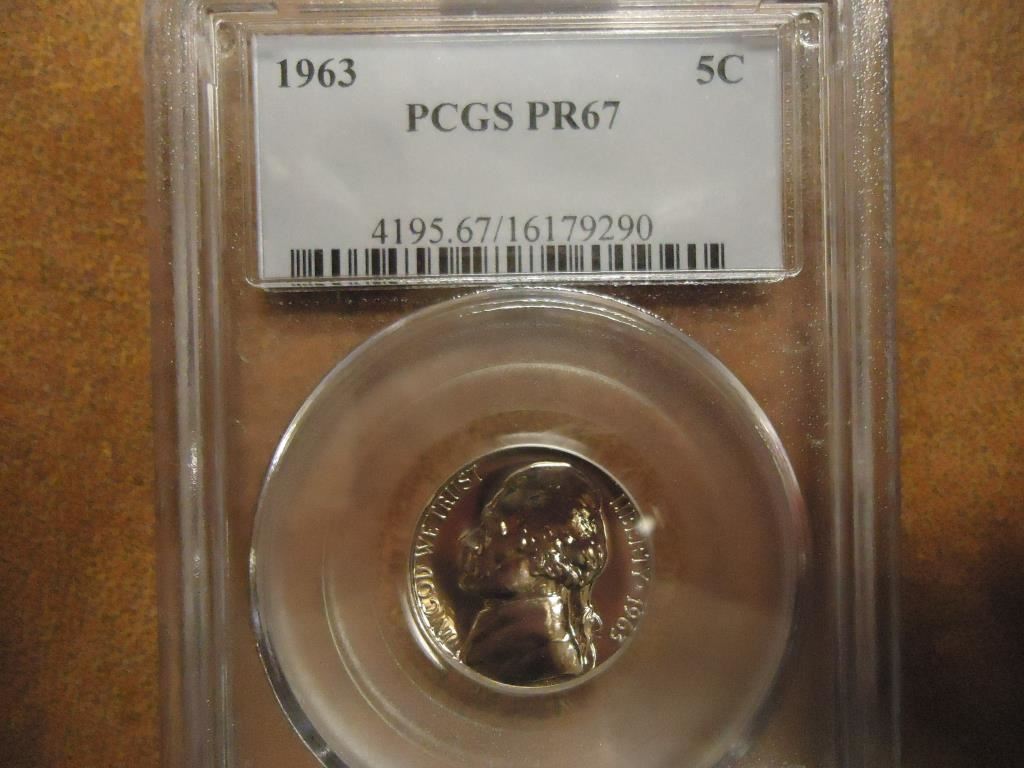 1963 5C
PCGS PR67
4195.67/16179290
IN GOD WE TRUST
LIBERTY 1963